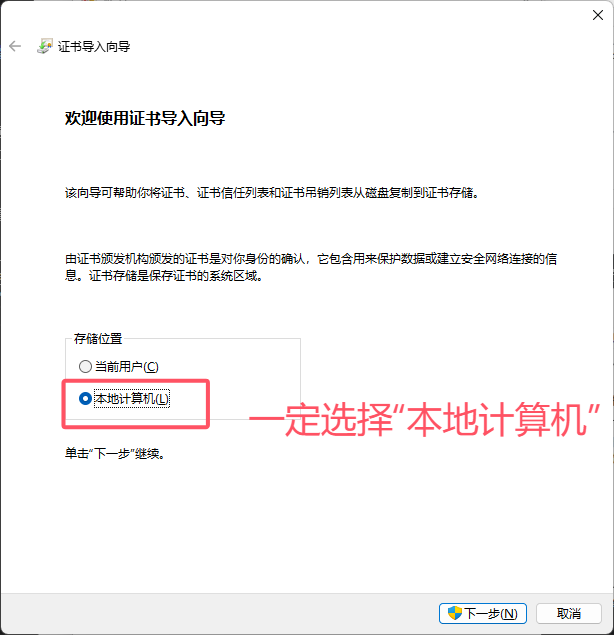 证书导入向导
欢迎使用证书导入向导
该向导可帮助你将证书、证书信任列表和证书吊销列表从磁盘复制到证书存储。
由证书颁发机构颁发的证书是对你身份的确认，它包含用来保护数据或建立安全网络连接的信
息。证书存储是保存证书的系统区域。
存储位置
当前用户(C)
本地计算机(L)
一定选择“本地计算机”
单击“下一步”继续。
下一步(N) 取消